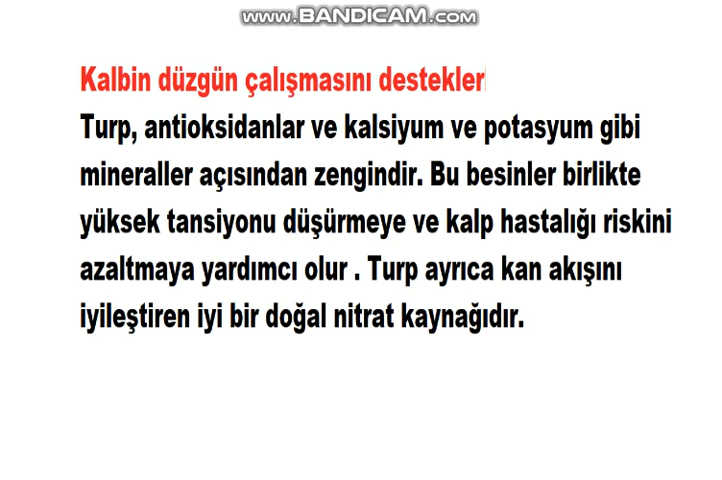 www.BANDICAM.com
Kalbin düzgün çalışmasını destekler
Turp, antioksidanlar ve kalsiyum ve potasyum gibi
mineraller açısından zengindir. Bu besinler birlikte
yüksek tansiyonu düşürmeye ve kalp hastalığı riskini
azaltmaya yardımcı olur . Turp ayrıca kan akışını
iyileştiren iyi bir doğal nitrat kaynağıdır.